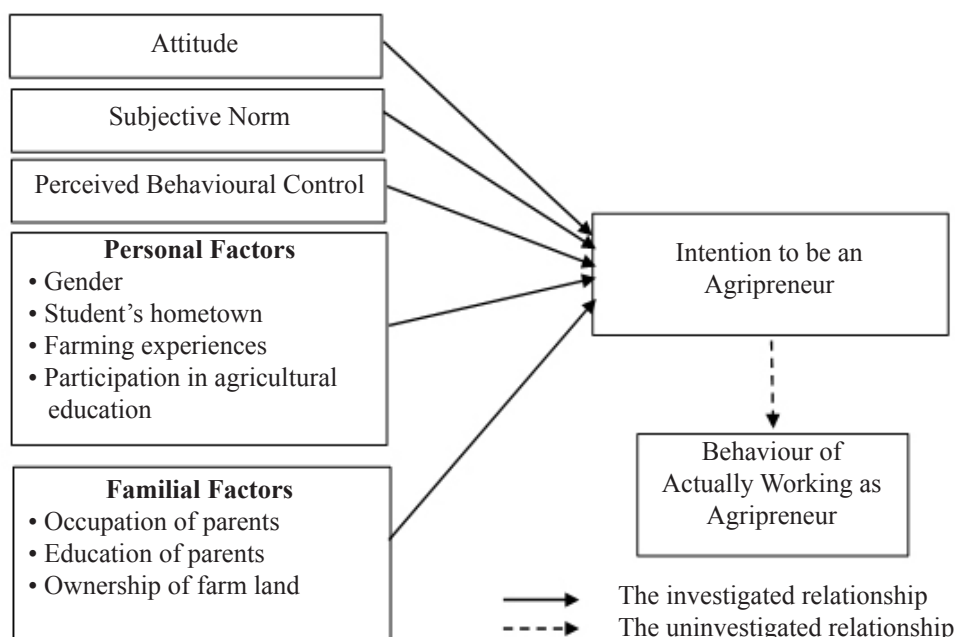 Attitude
Subjective Norm
Perceived Behavioural Control
Personal Factors
• Gender
• Student’s hometown
• Farming experiences
• Participation in agricultural
education
Familial Factors
• Occupation of parents
• Education of parents
• Ownership of farm land
Intention to be an
Agripreneur
Behaviour of
Actually Working as
Agripreneur
The investigated relationship
The uninvestigated relationship